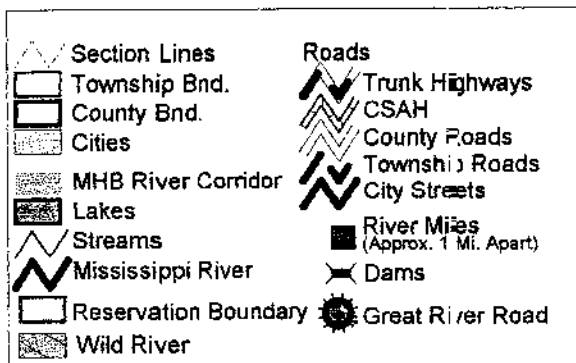 Section Lines
Township Bnd.
County Bnd.
Cities
MHB River Corridor
Lakes
Streams
Mississippi River
Reservation Boundary
Wild River
Roads
Trunk Highways
CSAH
County Roads
Township Roads
City Streets
River Miles
(Approx. 1 Mi. Apart)
Dams
Great River Road